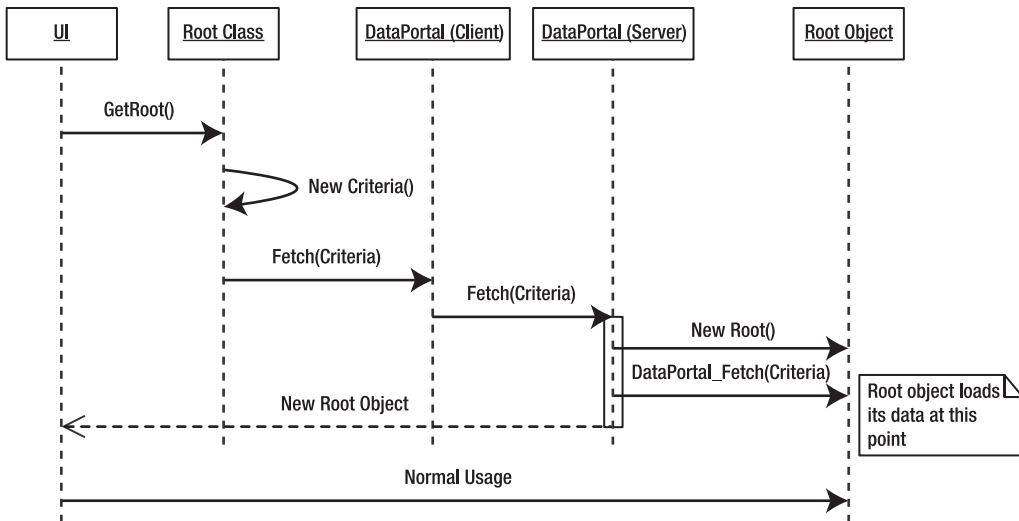 UI
Root Class
DataPortal (Client)
DataPortal (Server)
Root Object
GetRoot()
New Criteria()
Fetch(Criteria)
Fetch(Criteria)
New Root()
DataPortal_Fetch(Criteria)
Root object loads
its data at this
point
New Root Object
Normal Usage